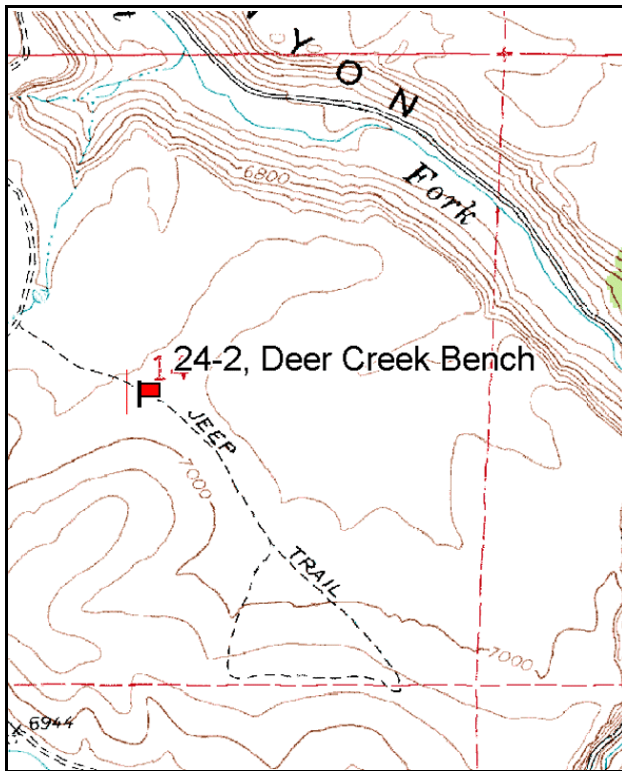 t
YON
6800
Fork
24-2, Deer Creek Bench
JEEP
7000
TRAIL
7000
6944